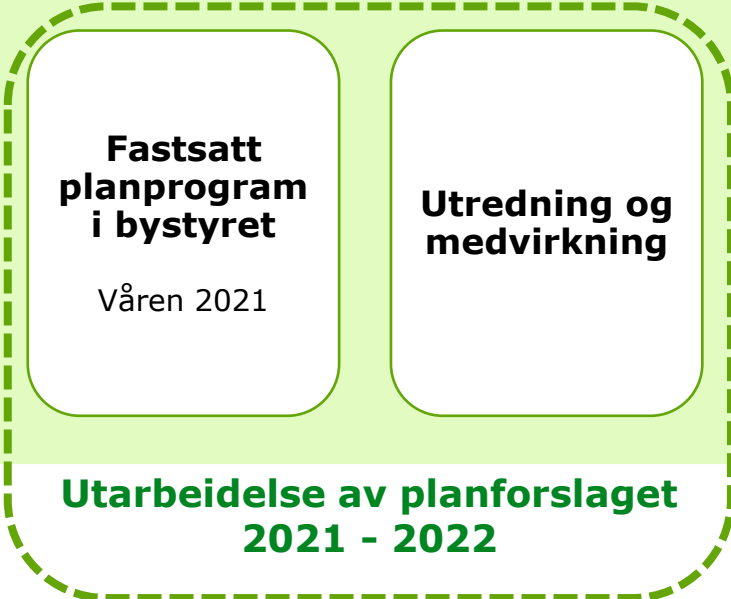 Fastsatt
planprogram
i bystyret
Våren 2021
Utredning og
medvirkning
Utarbeidelse av planforslaget
2021 - 2022